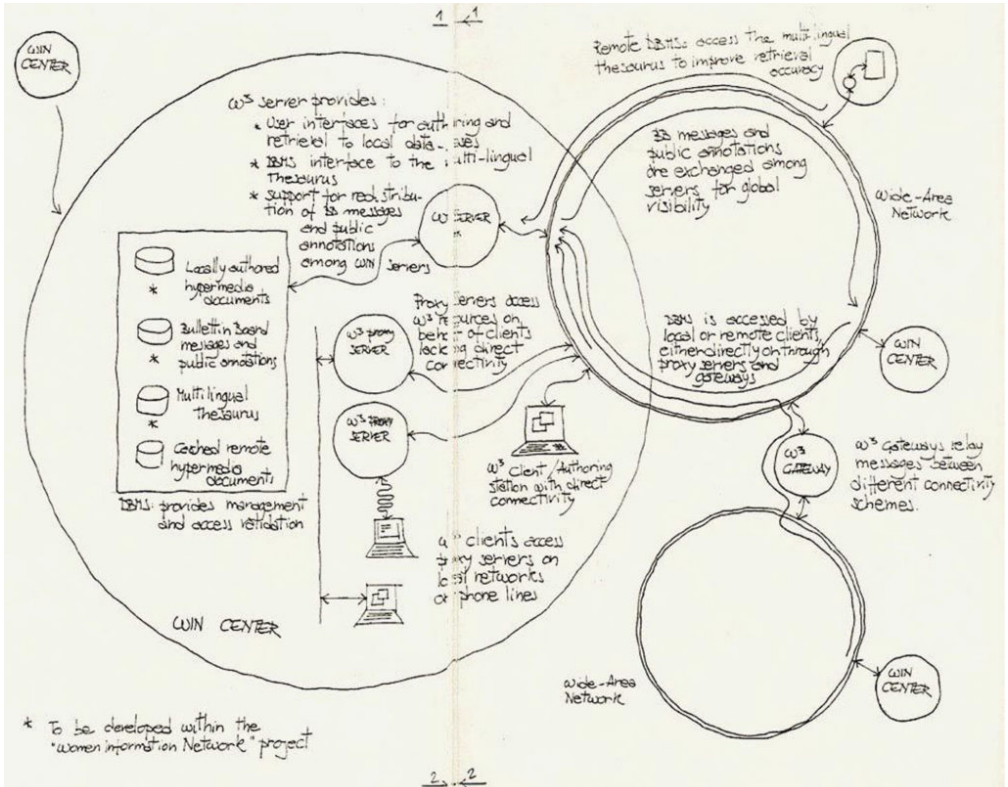 1 1
WIN
CENTER
W³ Server provides:
* User interfaces for authoring and
retrieval to local data-
* DBMS interface to the multi-lingual
Thesaurus
* Support for redistribu-
tion of BB messages
and public
annotations
among WIN Servers
W³ SERVER
*
Locally authored
hypermedia
documents
*
Bulletin Board
messages and
public annotations
*
Multilingual
Thesaurus
*
Cached remote
hypermedia
documents
DBMS: provides management
and access validation
W³ proxy
SERVER
W³ PROXY
SERVER
Proxy servers access
W³ resources on
behalf of clients
lacking direct
connectivity
W³ Client/Authoring
station with direct
connectivity
W³ clients access
proxy servers on
local networks
or phone lines
WIN CENTER
Remote DBMS: access the multi-lingual
thesaurus to improve retrieval
accuracy
BB messages and
public annotations
are exchanged among
servers for global
visibility
Wide-Area
Network
DBMS is accessed by
local or remote clients,
either directly or through
proxy servers and
gateways
WIN
CENTER
W³
GATEWAY
W³ Gateways relay
messages between
different connectivity
schemes.
Wide-Area
Network
WIN
CENTER
* To be developed within the
"Women information Network" project
2 2